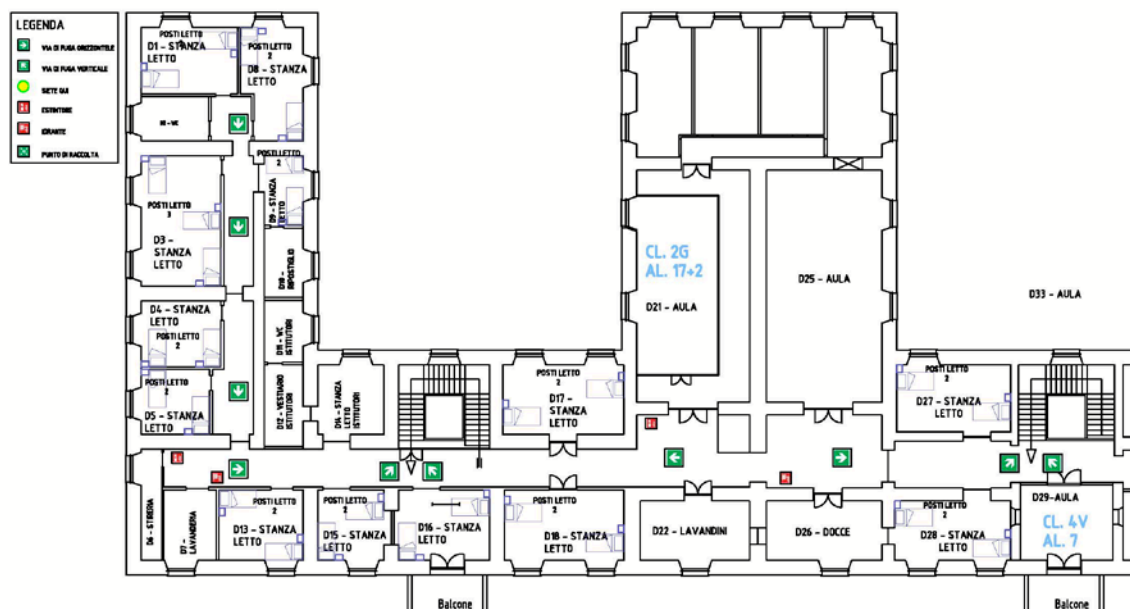 LEGENDA
VIA DI FUGA ORIZZONTELE
VIA DI FUGA VERTICALE
SIETE QUI
ESTINTORE
IDRANTE
PUNTO DI RACCOLTA
POSTI LETTO
D1 - STANZA
LETTO
POSTI LETTO
2
D8 - STANZA
LETTO
POSTI LETTO
2
D9 - STANZA
LETTO
POSTI LETTO
3
D3 -
STANZA
LETTO
D10 -
RIPOSTIGLIO
D4 - STANZA
LETTO
POSTI LETTO
2
D11 - WC
ISTITUTORI
POSTI LETTO
2
D5 - STANZA
LETTO
D12 - VESTIARIO
ISTITUTORI
D14 - STANZA
LETTO
ISTITUTORI
POSTI LETTO
2
D17 -
STANZA
LETTO
CL. 2G
AL. 17+2
D21 - AULA
D25 - AULA
D33 - AULA
POSTI LETTO
2
D27 - STANZA
LETTO
D6 - STIRERIA
D7 -
LAVANDERIA
POSTI LETTO
2
D13 - STANZA
LETTO
POSTI LETTO
2
D15 -
STANZA
LETTO
D16 - STANZA
LETTO
POSTI LETTO
2
D18 - STANZA
LETTO
D22 - LAVANDINI
D26 - DOCCE
POSTI LETTO
2
D28 - STANZA
LETTO
D29-AULA
CL. 4V
AL. 7
Balcone
Balcone